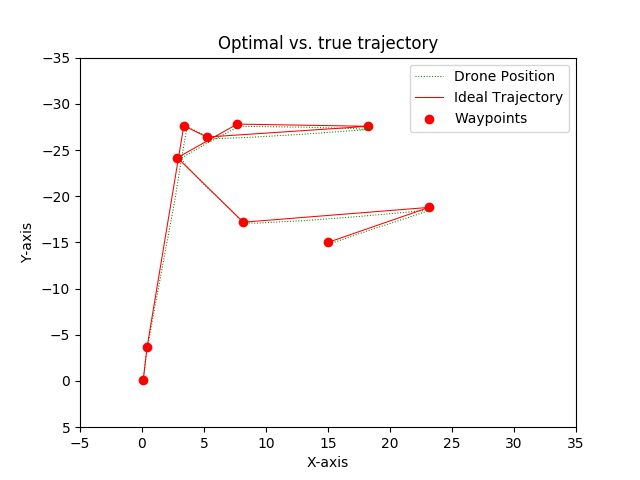 Optimal vs. true trajectory
Drone Position
Ideal Trajectory
Waypoints
Y-axis
−35
−30
−25
−20
−15
−10
−5
0
5
−5 0 5 10 15 20 25 30 35
X-axis